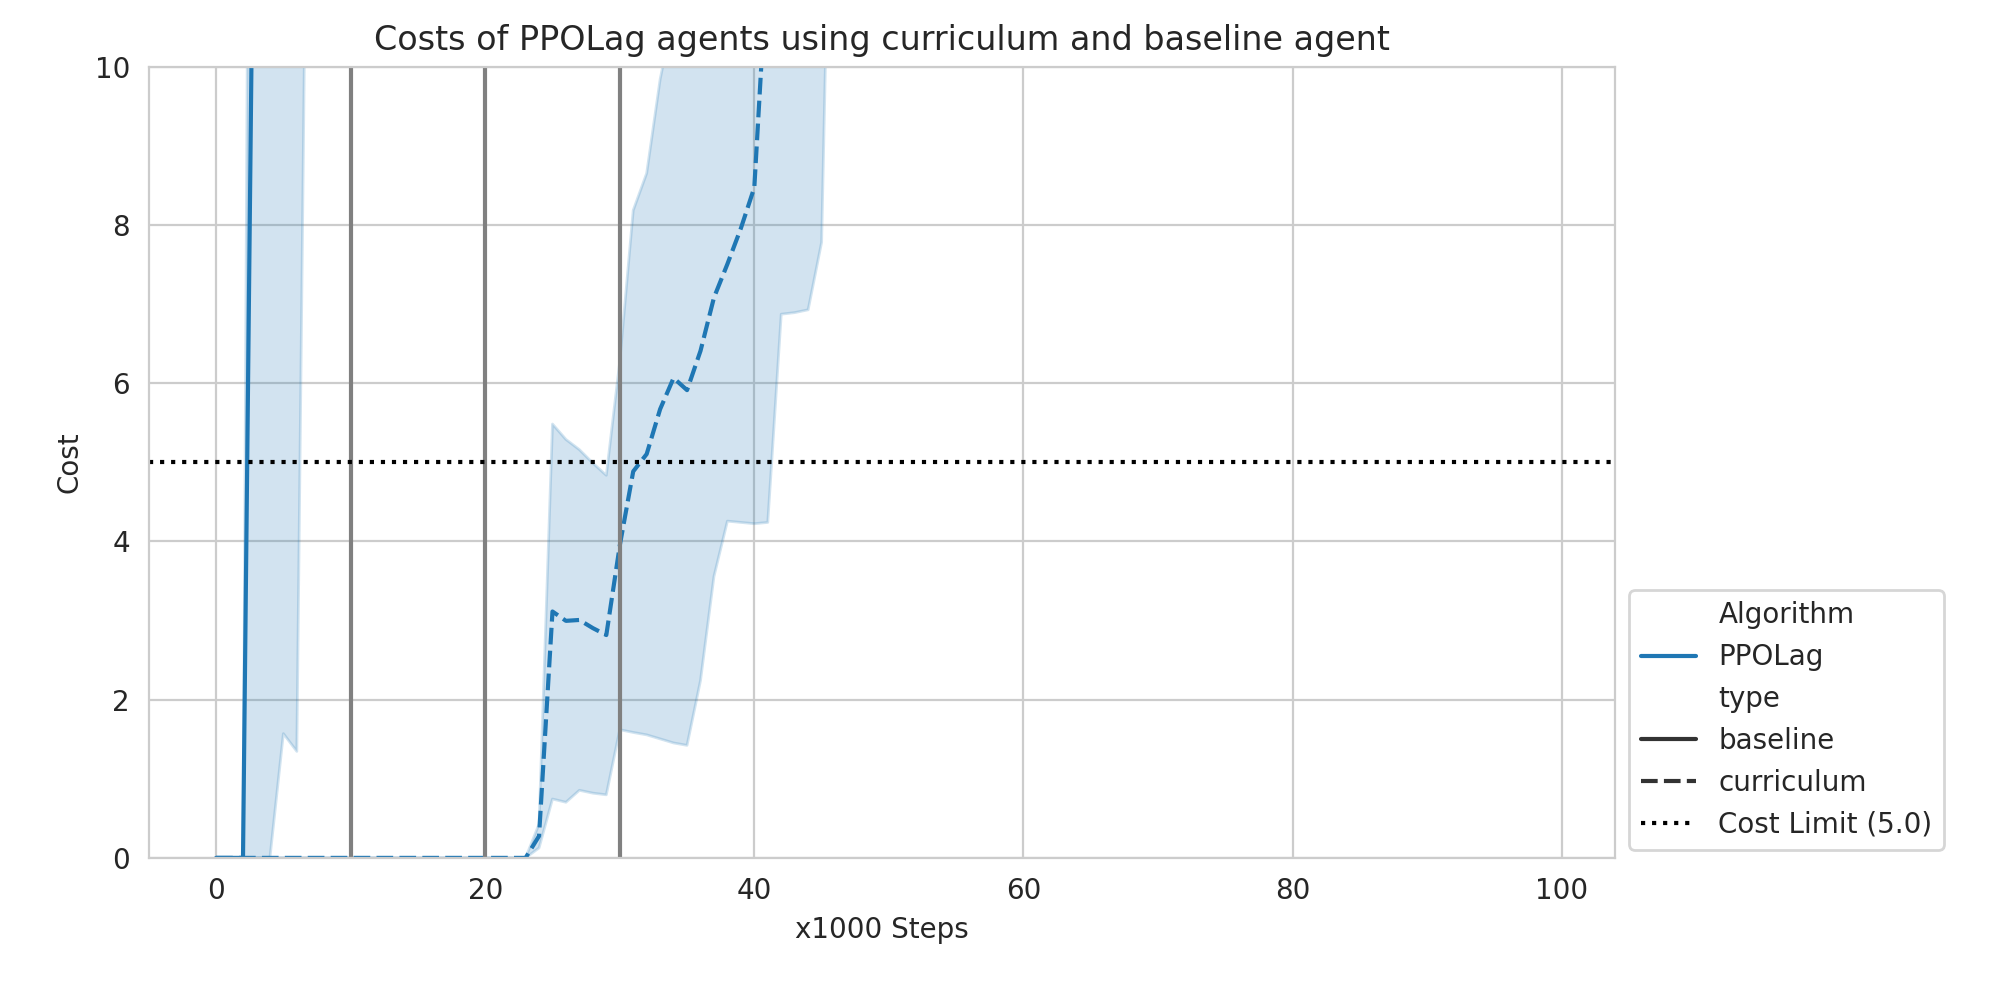 Costs of PPOLag agents using curriculum and baseline agent
10
8
6
4
2
0
Cost
0 20 40 60 80 100
x1000 Steps
Algorithm
PPOLag
type
baseline
curriculum
Cost Limit (5.0)